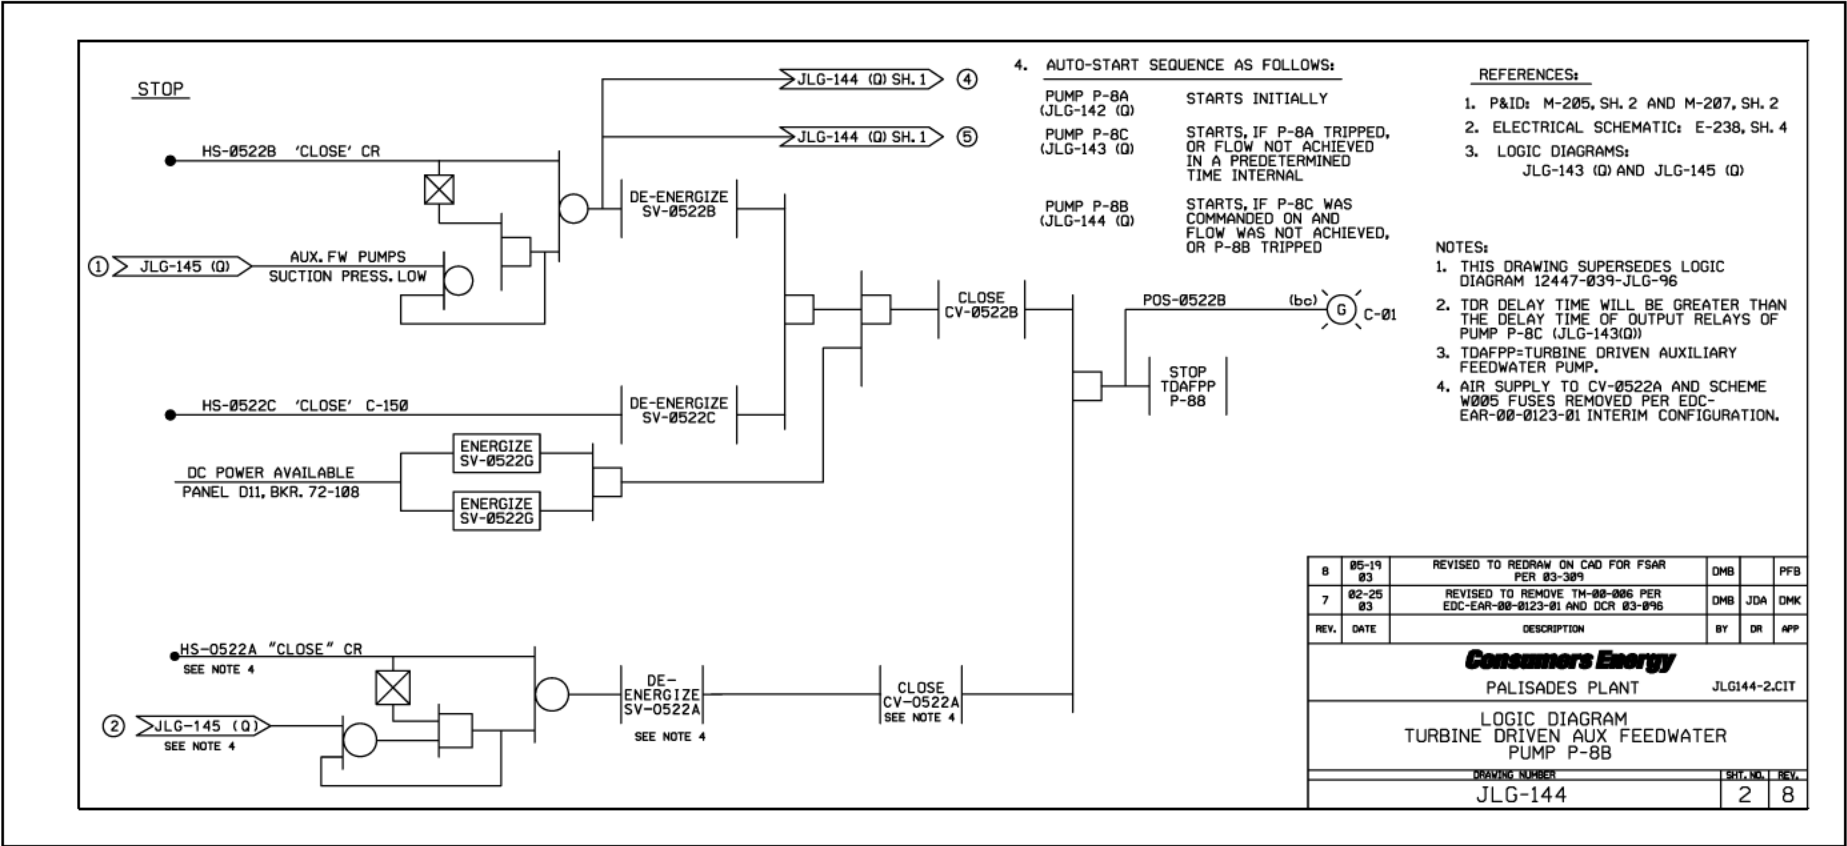 STOP
JLG-144 (Q) SH. 1
4
JLG-144 (Q) SH. 1
5
HS-0522B 'CLOSE' CR
DE-ENERGIZE
SV-0522B
1
JLG-145 (Q)
AUX. FW PUMPS
SUCTION PRESS. LOW
CLOSE
CV-0522B
HS-0522C 'CLOSE' C-150
DE-ENERGIZE
SV-0522C
DC POWER AVAILABLE
PANEL D11, BKR. 72-108
ENERGIZE
SV-0522G
ENERGIZE
SV-0522G
POS-0522B
(bc)
G
C-01
STOP
TDAFPP
P-88
HS-0522A "CLOSE" CR
SEE NOTE 4
2
JLG-145 (Q)
SEE NOTE 4
DE-
ENERGIZE
SV-0522A
SEE NOTE 4
CLOSE
CV-0522A
SEE NOTE 4
4. AUTO-START SEQUENCE AS FOLLOWS:
PUMP P-8A
(JLG-142 (Q)
STARTS INITIALLY
PUMP P-8C
(JLG-143 (Q)
STARTS, IF P-8A TRIPPED,
OR FLOW NOT ACHIEVED
IN A PREDETERMINED
TIME INTERNAL
PUMP P-8B
(JLG-144 (Q)
STARTS, IF P-8C WAS
COMMANDED ON AND
FLOW WAS NOT ACHIEVED,
OR P-8B TRIPPED
REFERENCES:
1. P&ID: M-205, SH. 2 AND M-207, SH. 2
2. ELECTRICAL SCHEMATIC: E-238, SH. 4
3. LOGIC DIAGRAMS:
JLG-143 (Q) AND JLG-145 (Q)
NOTES:
1. THIS DRAWING SUPERSEDES LOGIC
DIAGRAM 12447-039-JLG-96
2. TDR DELAY TIME WILL BE GREATER THAN
THE DELAY TIME OF OUTPUT RELAYS OF
PUMP P-8C (JLG-143(Q))
3. TDAFPP=TURBINE DRIVEN AUXILIARY
FEEDWATER PUMP.
4. AIR SUPPLY TO CV-0522A AND SCHEME
W005 FUSES REMOVED PER EDC-
EAR-00-0123-01 INTERIM CONFIGURATION.
8 05-19 03 REVISED TO REDRAW ON CAD FOR FSAR PER 03-309 DMB PFB
7 02-25 03 REVISED TO REMOVE TM-00-006 PER EDC-EAR-00-0123-01 AND DCR 03-096 DMB JDA DMK
REV. DATE DESCRIPTION BY DR APP
Consumers Energy
PALISADES PLANT JLG144-2.CIT
LOGIC DIAGRAM
TURBINE DRIVEN AUX FEEDWATER
PUMP P-8B
DRAWING NUMBER SHT. NO. REV.
JLG-144 2 8